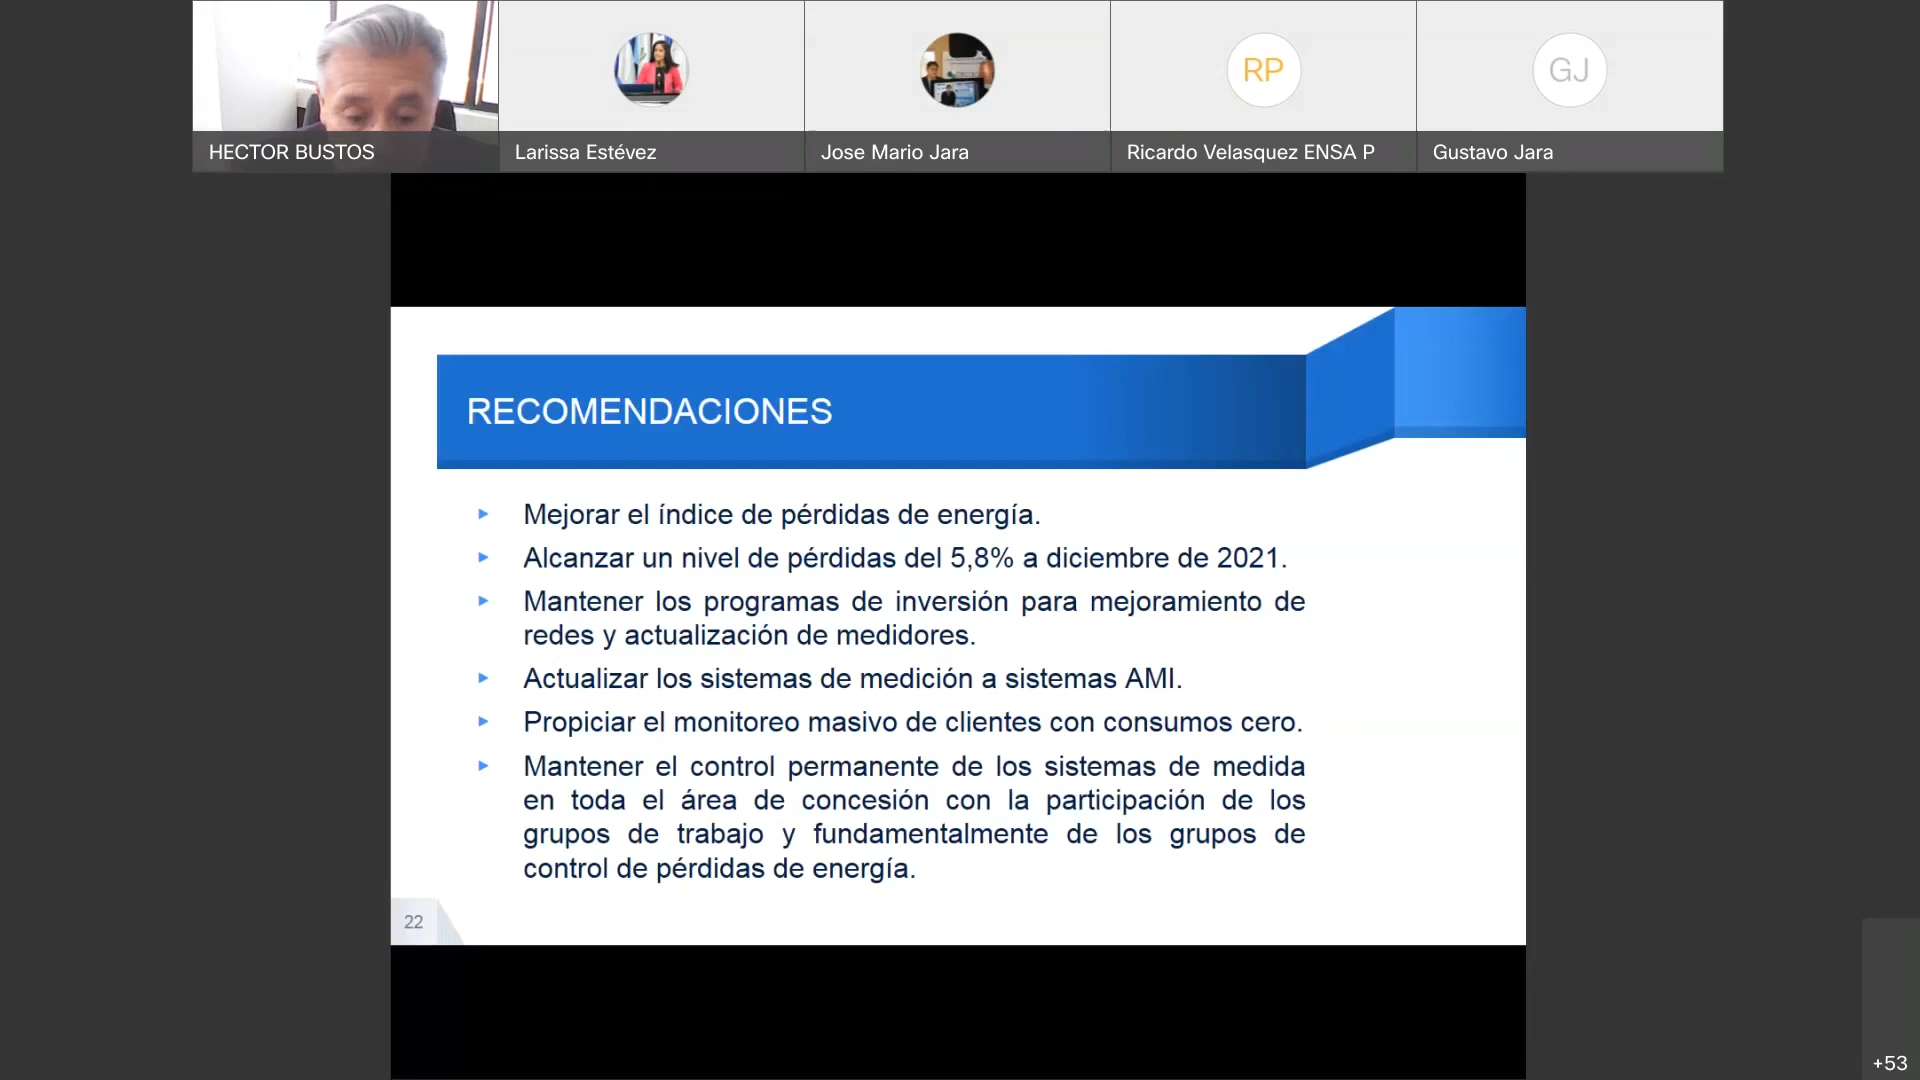 RP
GJ
HECTOR BUSTOS
Larissa Estévez
Jose Mario Jara
Ricardo Velasquez ENSA P
Gustavo Jara
RECOMENDACIONES
Mejorar el índice de pérdidas de energía.
Alcanzar un nivel de pérdidas del 5,8% a diciembre de 2021.
Mantener los programas de inversión para mejoramiento de
redes y actualización de medidores.
Actualizar los sistemas de medición a sistemas AMI.
Propiciar el monitoreo masivo de clientes con consumos cero.
Mantener el control permanente de los sistemas de medida
en toda el área de concesión con la participación de los
grupos de trabajo y fundamentalmente de los grupos de
control de pérdidas de energía.
22
+53